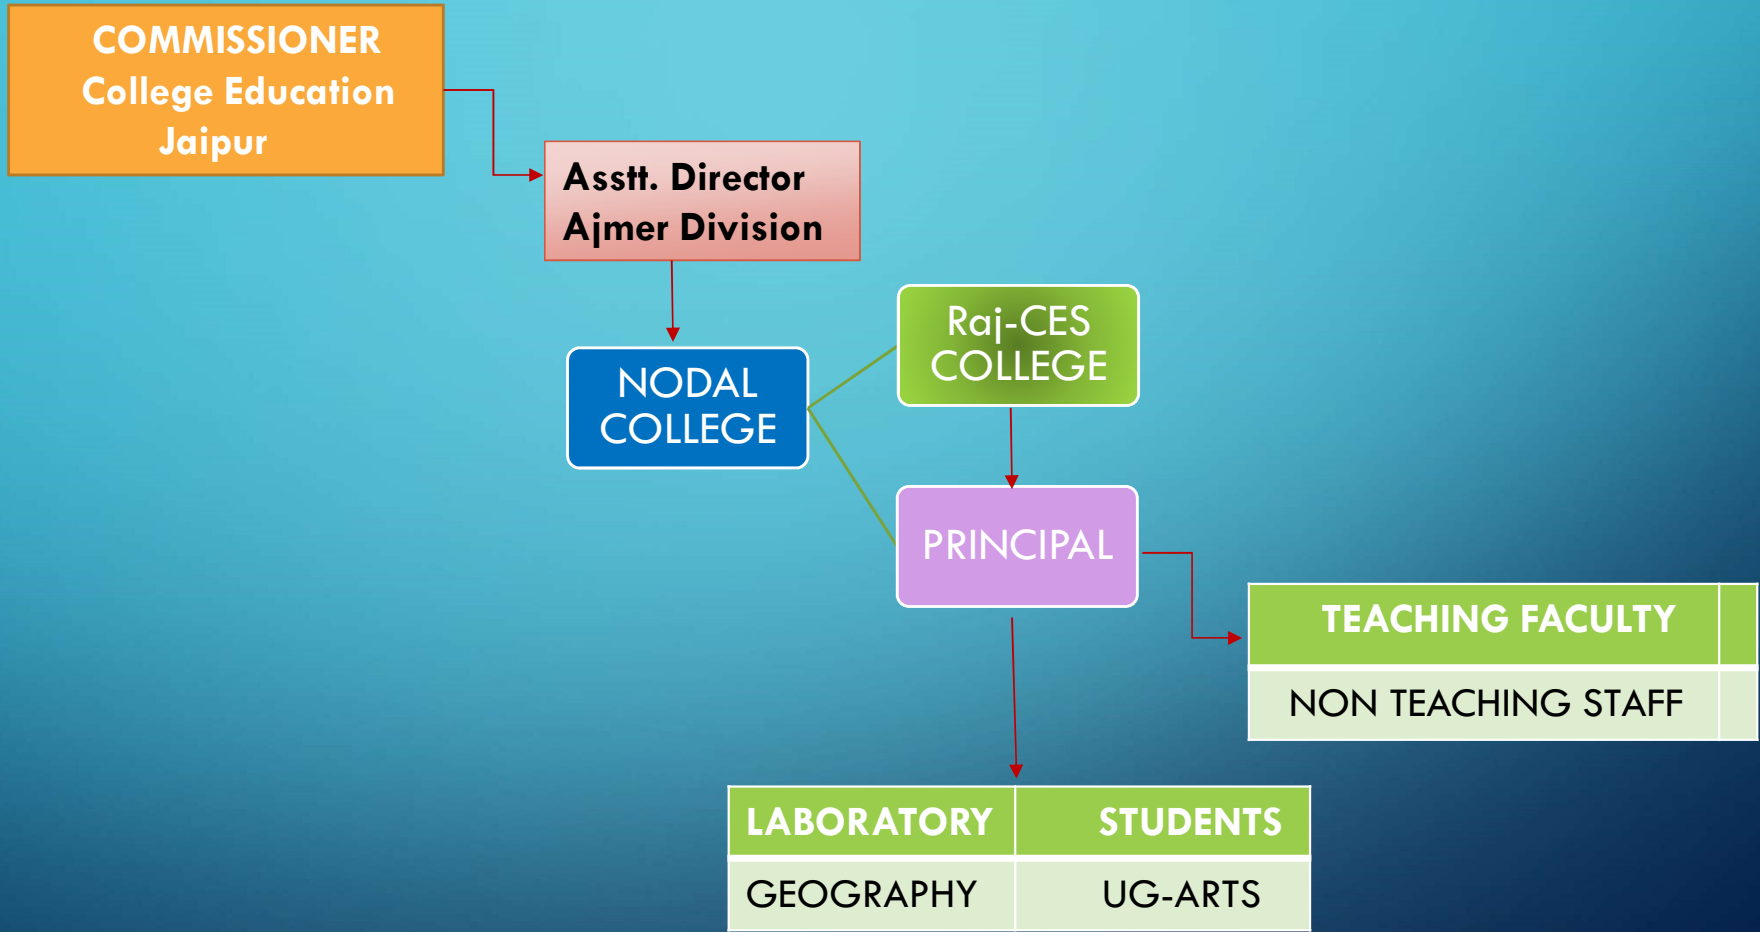 COMMISSIONER
College Education
Jaipur
Asstt. Director
Ajmer Division
NODAL
COLLEGE
Raj-CES
COLLEGE
PRINCIPAL
TEACHING FACULTY
NON TEACHING STAFF
LABORATORY STUDENTS
GEOGRAPHY UG-ARTS